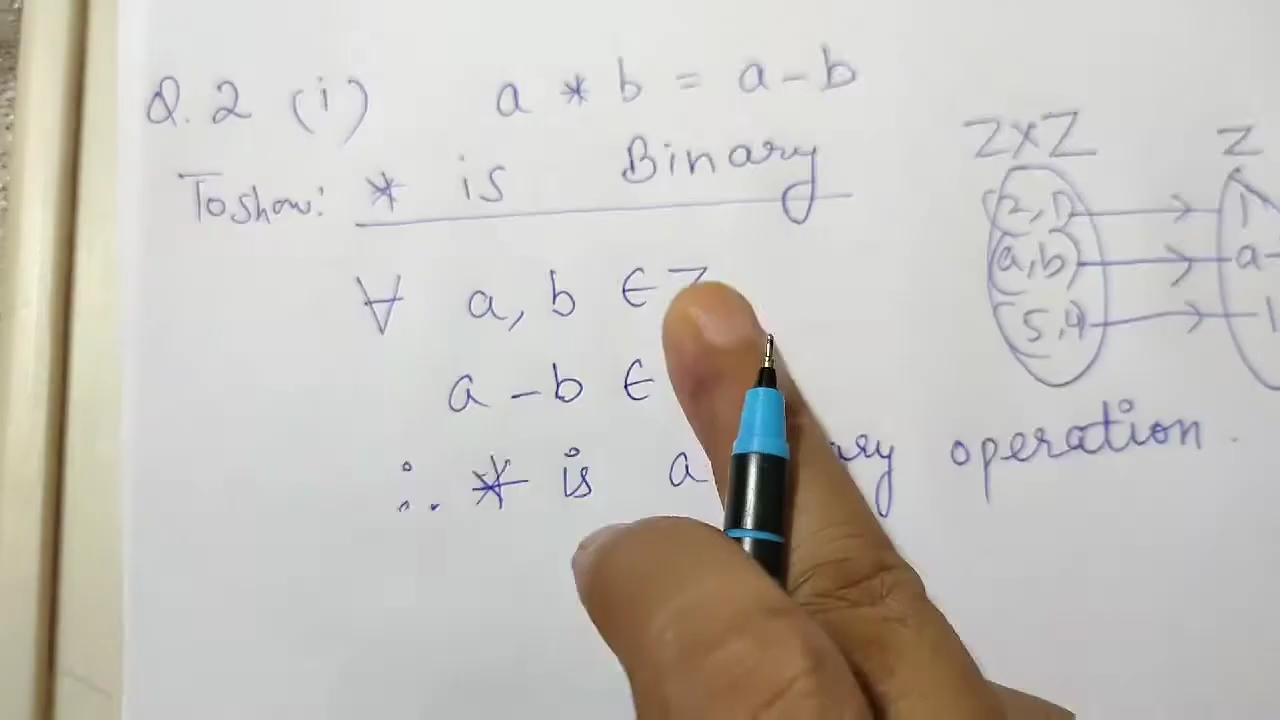 Q.2 (i) a * b = a - b
To show: * is Binary
∀ a, b ∈ Z
a - b ∈
∴ * is a operation.
Z×Z Z
(2,1) 1
(a,b) a-
5,4 1